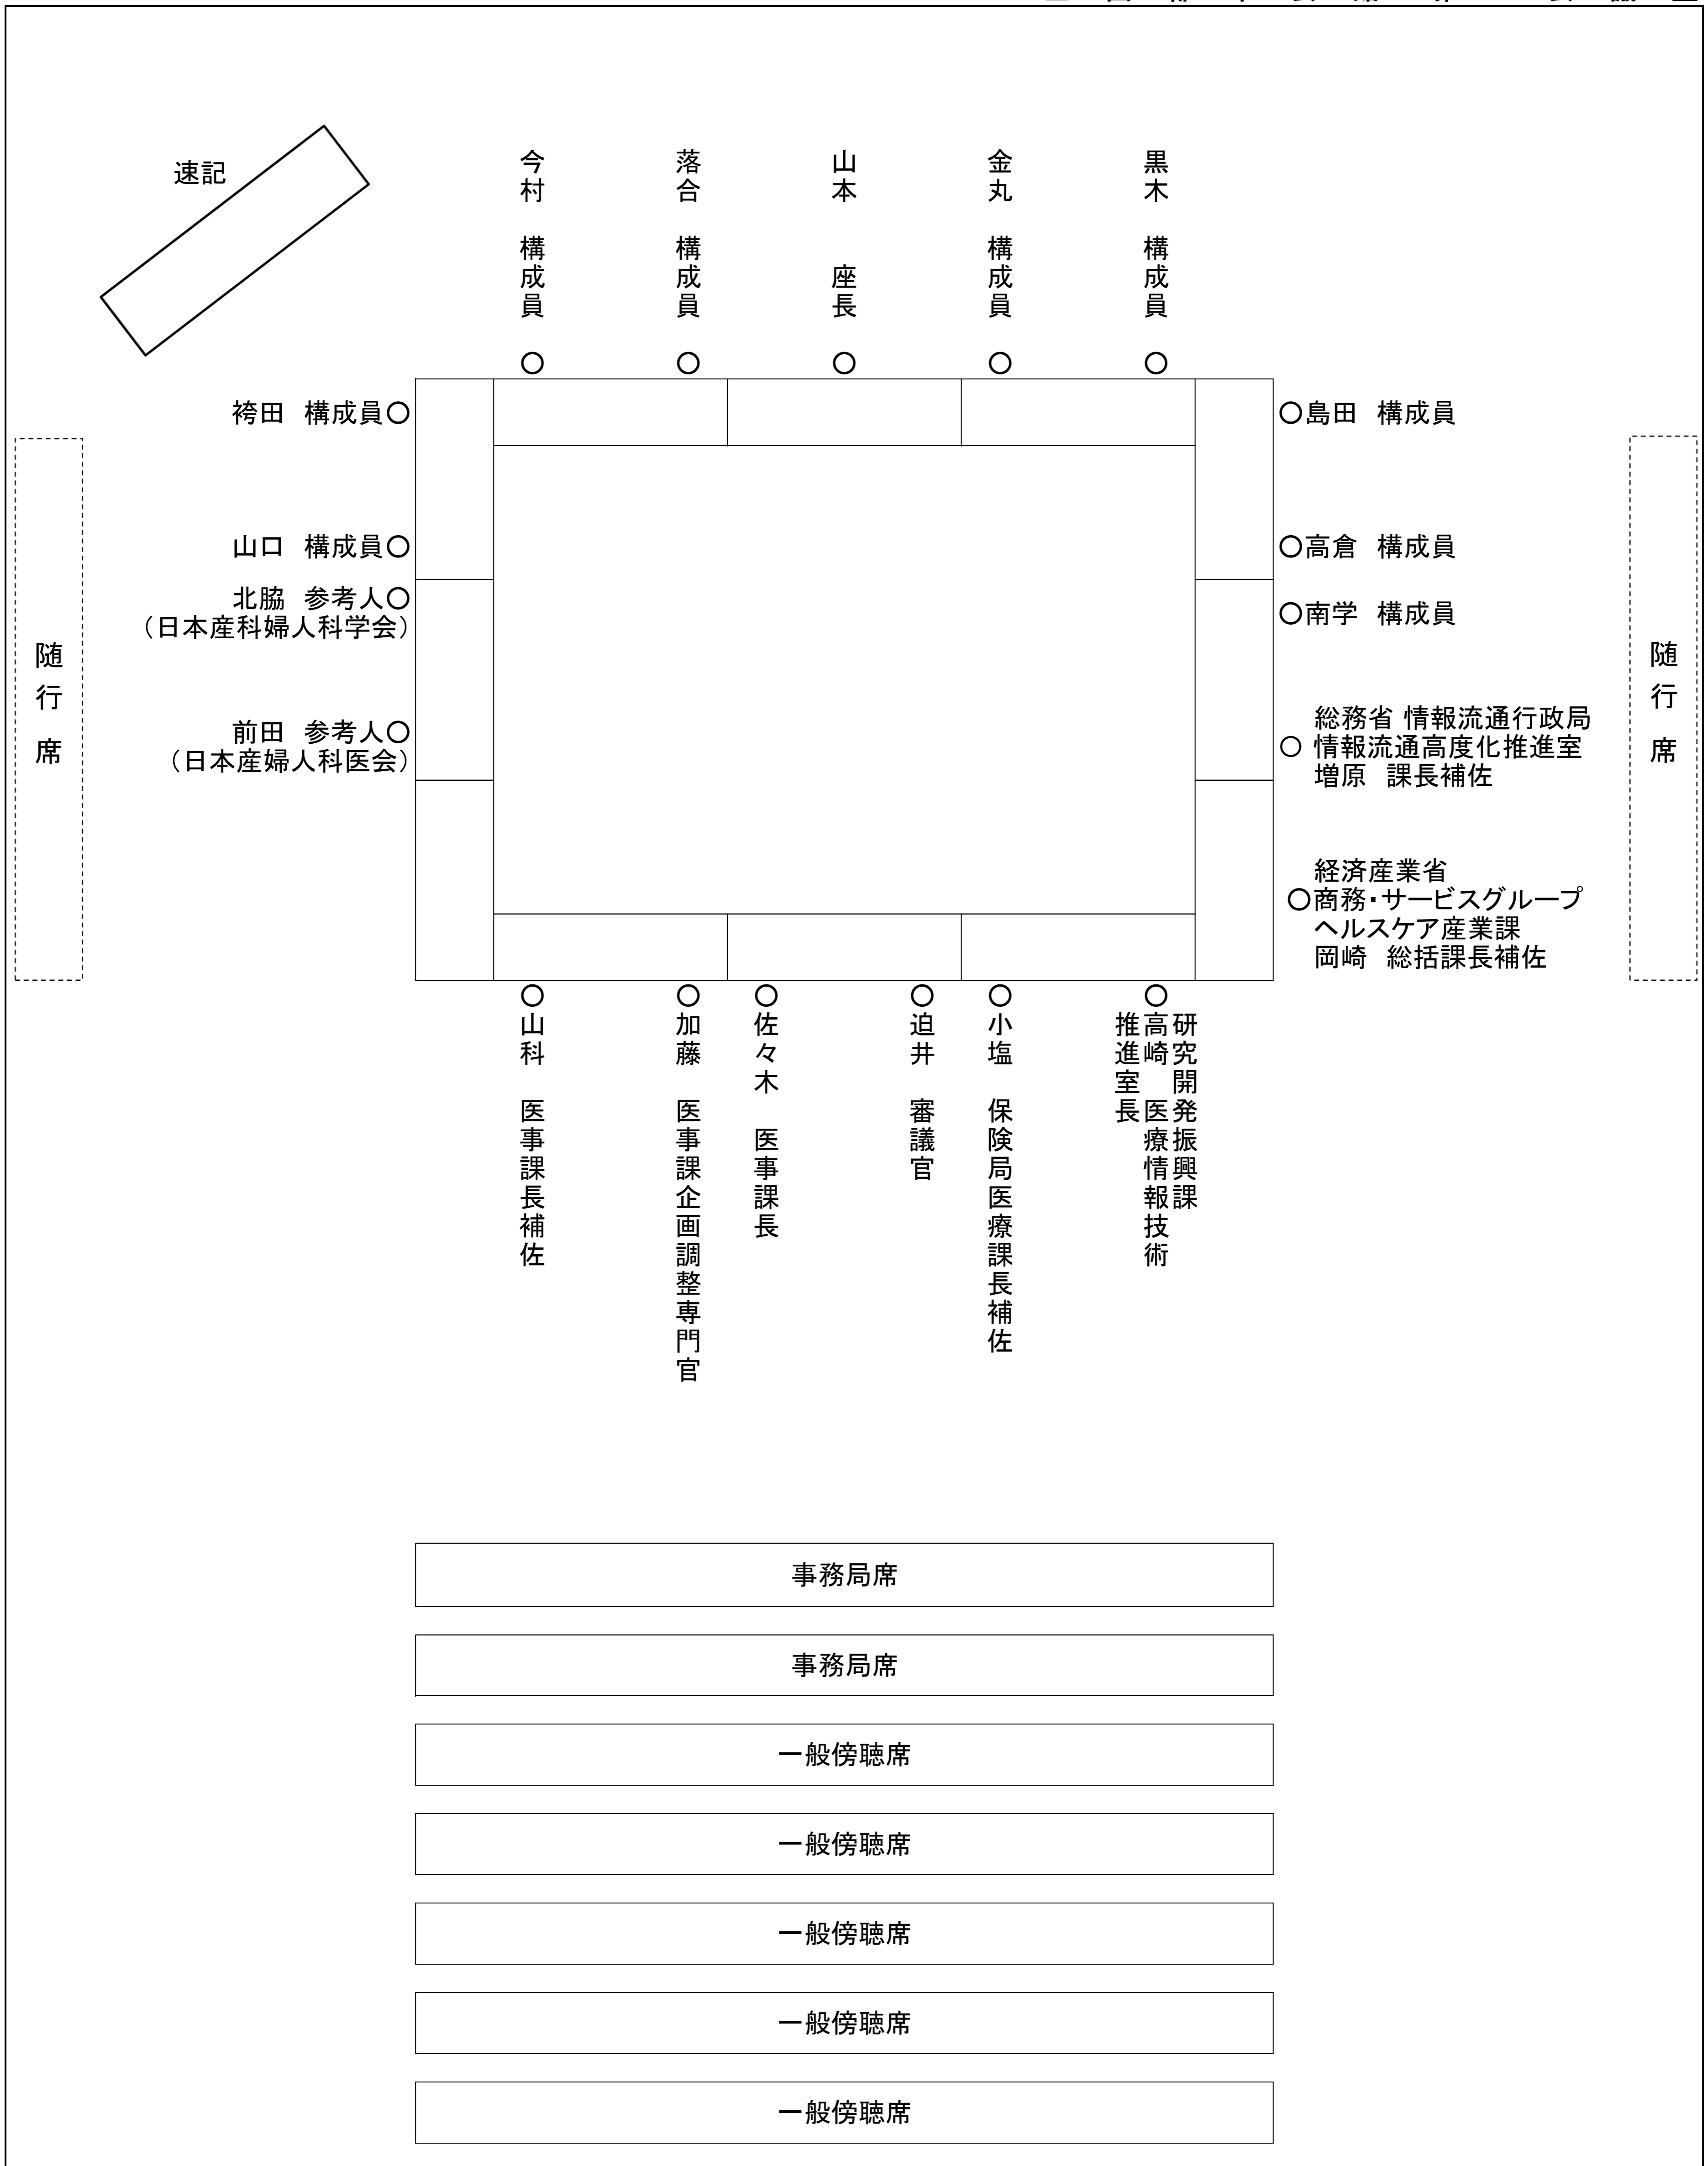 速記
今村　構成員
落合　構成員
山本　座長
金丸　構成員
黒木　構成員
袴田　構成員
山口　構成員
北脇　参考人
（日本産科婦人科学会）
前田　参考人
（日本産婦人科医会）
随行席
島田　構成員
高倉　構成員
南学　構成員
総務省 情報流通行政局
情報流通高度化推進室
増原　課長補佐
経済産業省
商務・サービスグループ
ヘルスケア産業課
岡崎　総括課長補佐
随行席
山科　医事課長補佐
加藤　医事課企画調整専門官
佐々木　医事課長
迫井　審議官
小塩　保険局医療課長補佐
研究開発振興課
高崎　医療情報技術
推進室長
事務局席
事務局席
一般傍聴席
一般傍聴席
一般傍聴席
一般傍聴席
一般傍聴席